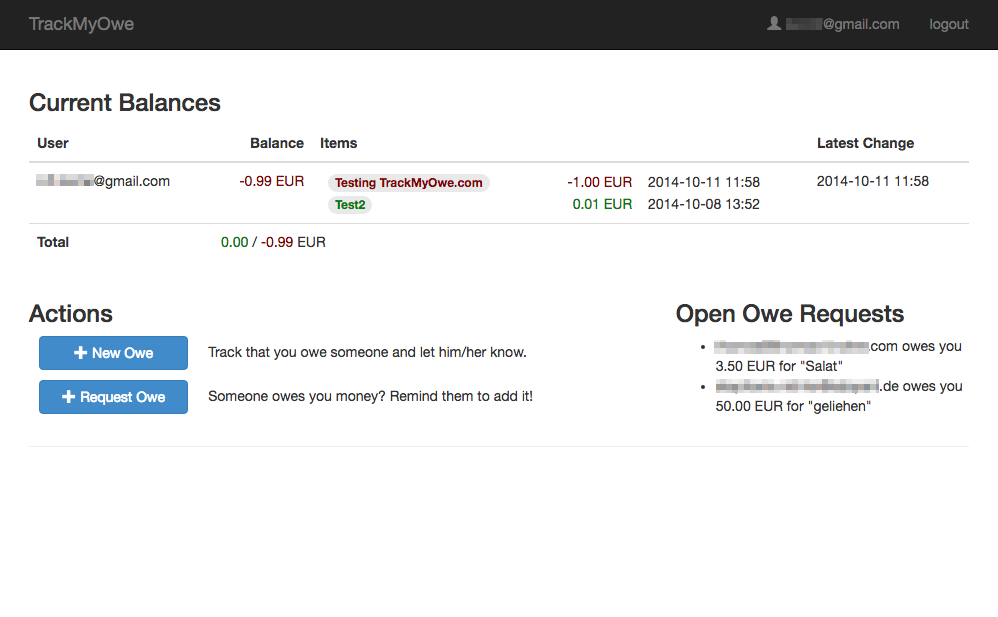 TrackMyOwe @gmail.com logout
Current Balances
User Balance Items Latest Change
@gmail.com -0.99 EUR Testing TrackMyOwe.com -1.00 EUR 2014-10-11 11:58 2014-10-11 11:58
Test2 0.01 EUR 2014-10-08 13:52
Total 0.00 / -0.99 EUR
Actions
New Owe Track that you owe someone and let him/her know.
Request Owe Someone owes you money? Remind them to add it!
Open Owe Requests
.com owes you
3.50 EUR for "Salat"
.de owes you
50.00 EUR for "geliehen"